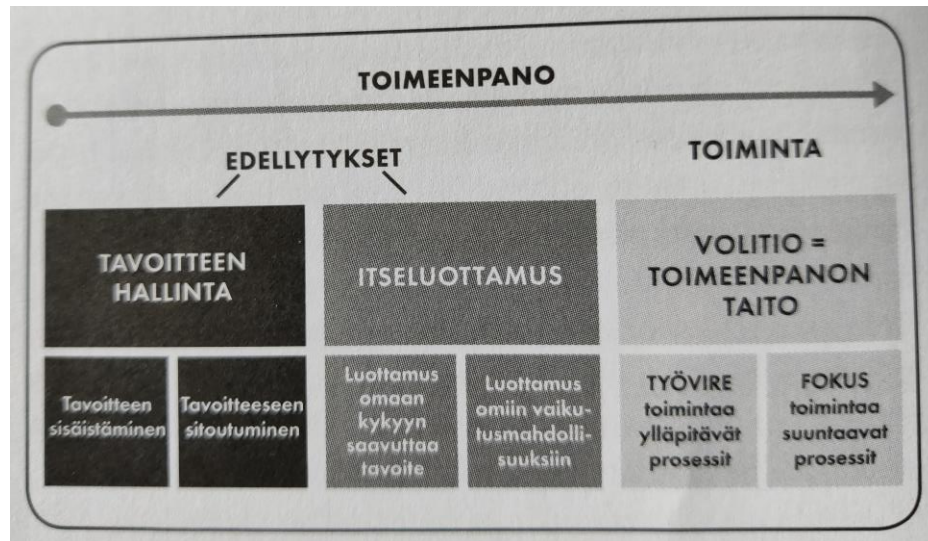 TOIMEENPANO
EDELLYTYKSET
TOIMINTA
TAVOITTEEN
HALLINTA
ITSELUOTTAMUS
VOLITIO =
TOIMEENPANON
TAITO
Tavoitteen
sisäistäminen
Tavoitteeseen
sitoutuminen
Luottamus
omaan
kykyyn
saavuttaa
tavoite
Luottamus
omiin vaiku-
tusmahdolli-
suuksiin
TYÖVIRE
toimintaa
ylläpitävät
prosessit
FOKUS
toimintaa
suuntaavat
prosessit